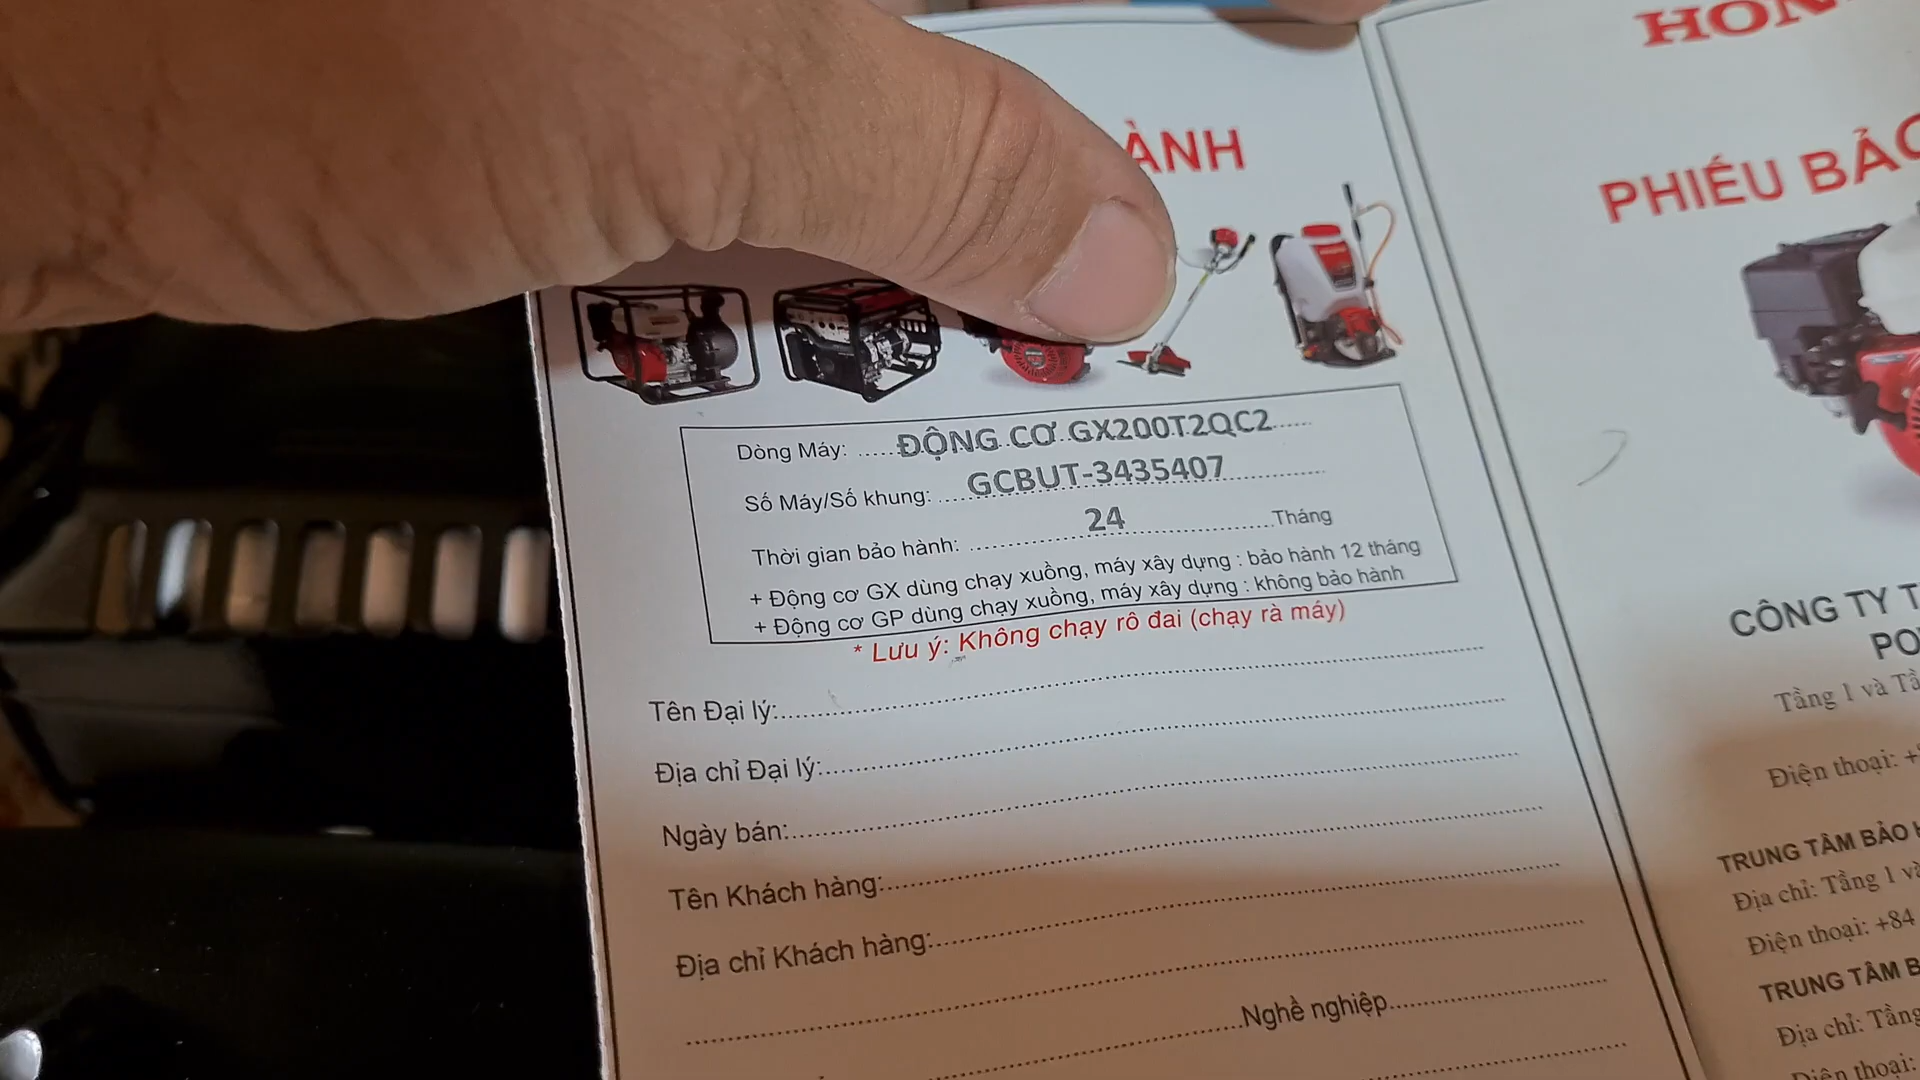 ÀNH
Dòng Máy: ĐỘNG CƠ GX200T2QC2
Số Máy/Số khung: GCBUT-3435407
Thời gian bảo hành: 24 Tháng
+ Động cơ GX dùng chạy xuồng, máy xây dựng : bảo hành 12 tháng
+ Động cơ GP dùng chạy xuồng, máy xây dựng : không bảo hành
* Lưu ý: Không chạy rô đai (chạy rà máy)
Tên Đại lý:
Địa chỉ Đại lý:
Ngày bán:
Tên Khách hàng:
Địa chỉ Khách hàng:
Nghề nghiệp
HON
PHIẾU BẢO
CÔNG TY T
PO
Tầng 1 và Tầ
Điện thoại: +
TRUNG TÂM BẢO H
Địa chỉ: Tầng 1 và
Điện thoại: +84
TRUNG TÂM B
Địa chỉ: Tầng
Điện thoại: